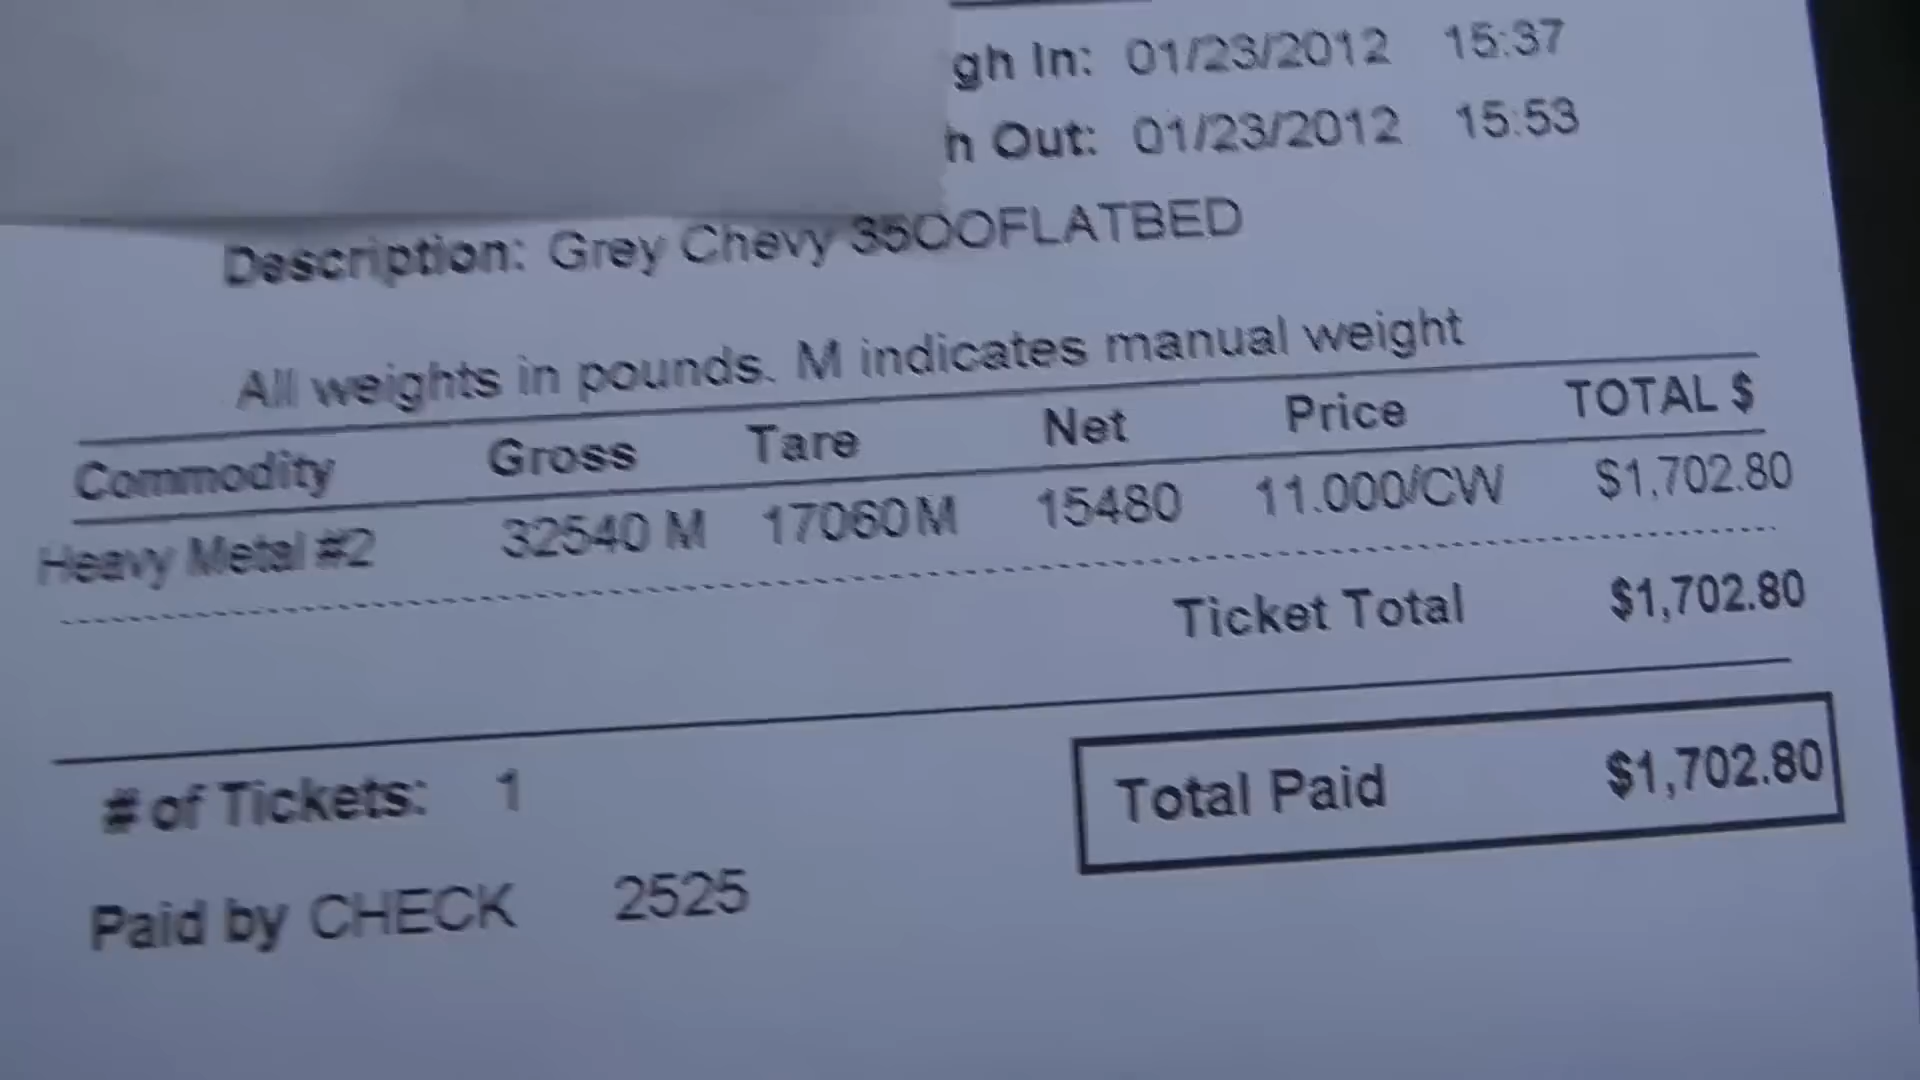 gh In: 01/23/2012 15:37
h Out: 01/23/2012 15:53
Description: Grey Chevy 3500FLATBED
All weights in pounds. M indicates manual weight
Commodity Gross Tare Net Price TOTAL $
Heavy Metal #2 32540 M 17060 M 15480 11.000/CW $1,702.80
Ticket Total $1,702.80
# of Tickets: 1
Total Paid $1,702.80
Paid by CHECK 2525